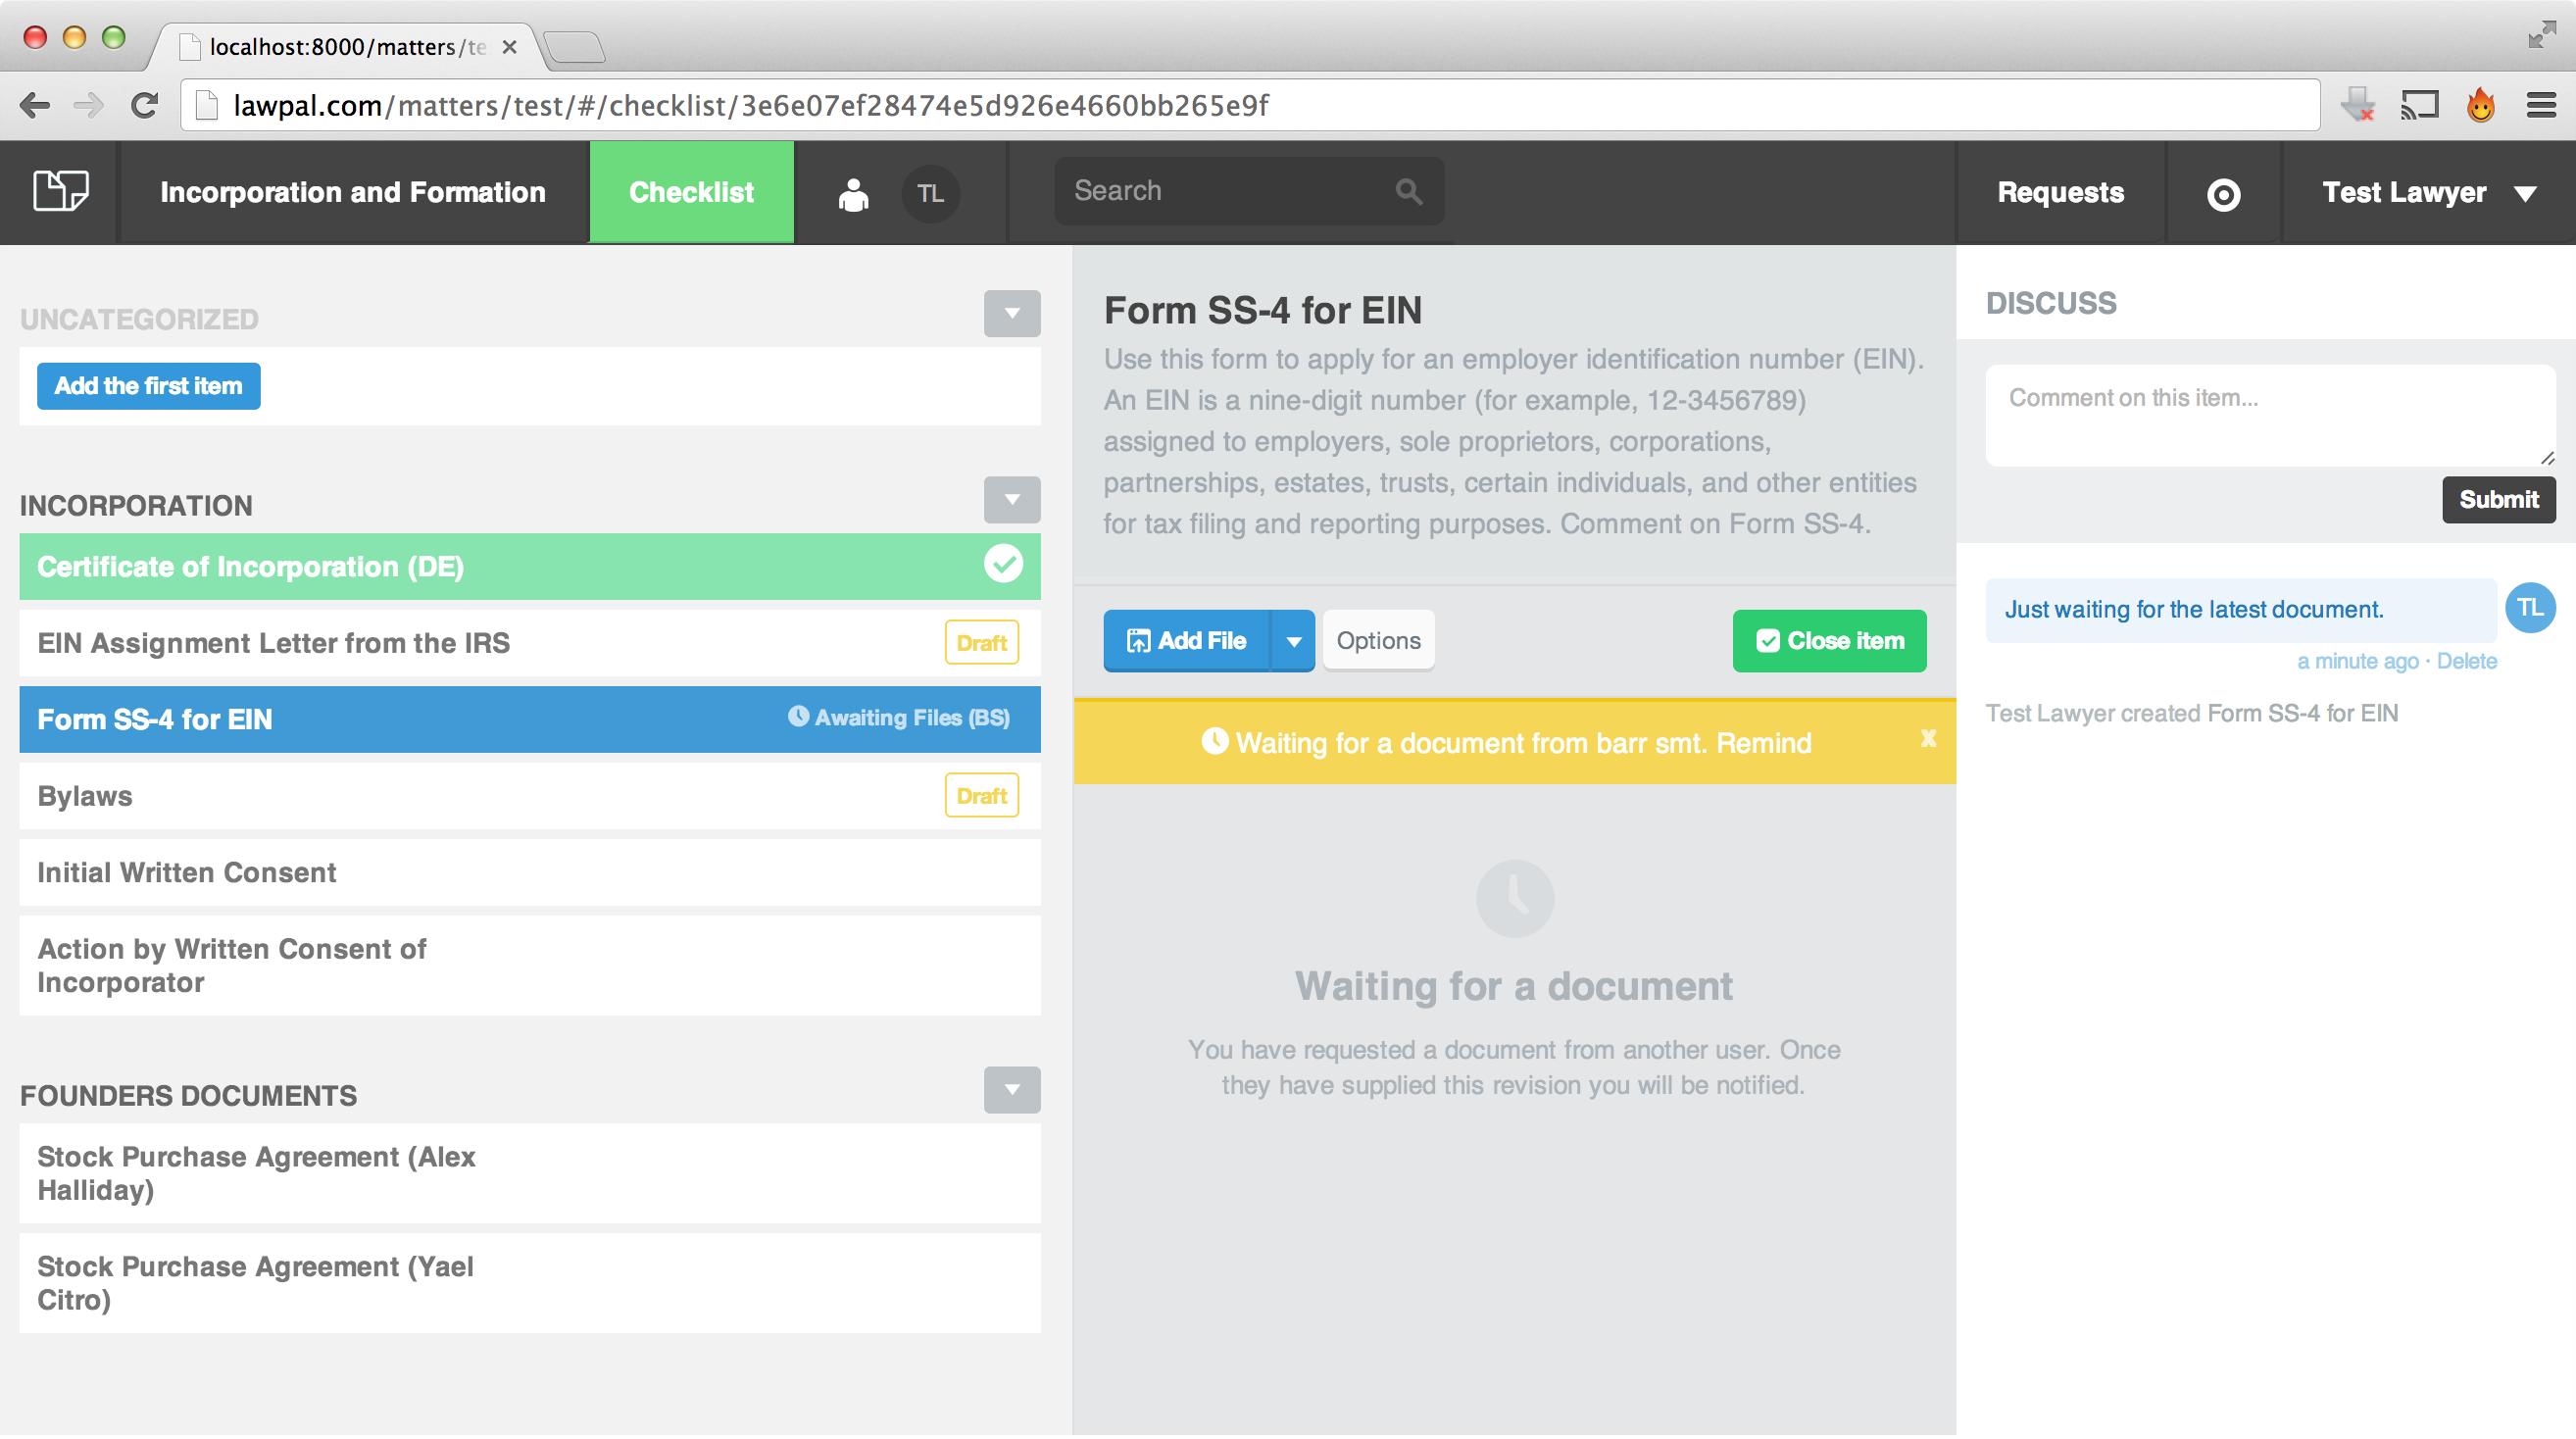 localhost:8000/matters/te
lawpal.com/matters/test/#/checklist/3e6e07ef28474e5d926e4660bb265e9f
Incorporation and Formation
Checklist
TL
Search
Requests
Test Lawyer
UNCATEGORIZED
Add the first item
INCORPORATION
Certificate of Incorporation (DE)
EIN Assignment Letter from the IRS
Draft
Form SS-4 for EIN
Awaiting Files (BS)
Bylaws
Draft
Initial Written Consent
Action by Written Consent of
Incorporator
FOUNDERS DOCUMENTS
Stock Purchase Agreement (Alex
Halliday)
Stock Purchase Agreement (Yael
Citro)
Form SS-4 for EIN
Use this form to apply for an employer identification number (EIN).
An EIN is a nine-digit number (for example, 12-3456789)
assigned to employers, sole proprietors, corporations,
partnerships, estates, trusts, certain individuals, and other entities
for tax filing and reporting purposes. Comment on Form SS-4.
Add File
Options
Close item
Waiting for a document from barr smt. Remind
x
Waiting for a document
You have requested a document from another user. Once
they have supplied this revision you will be notified.
DISCUSS
Comment on this item...
Submit
Just waiting for the latest document.
TL
a minute ago · Delete
Test Lawyer created Form SS-4 for EIN